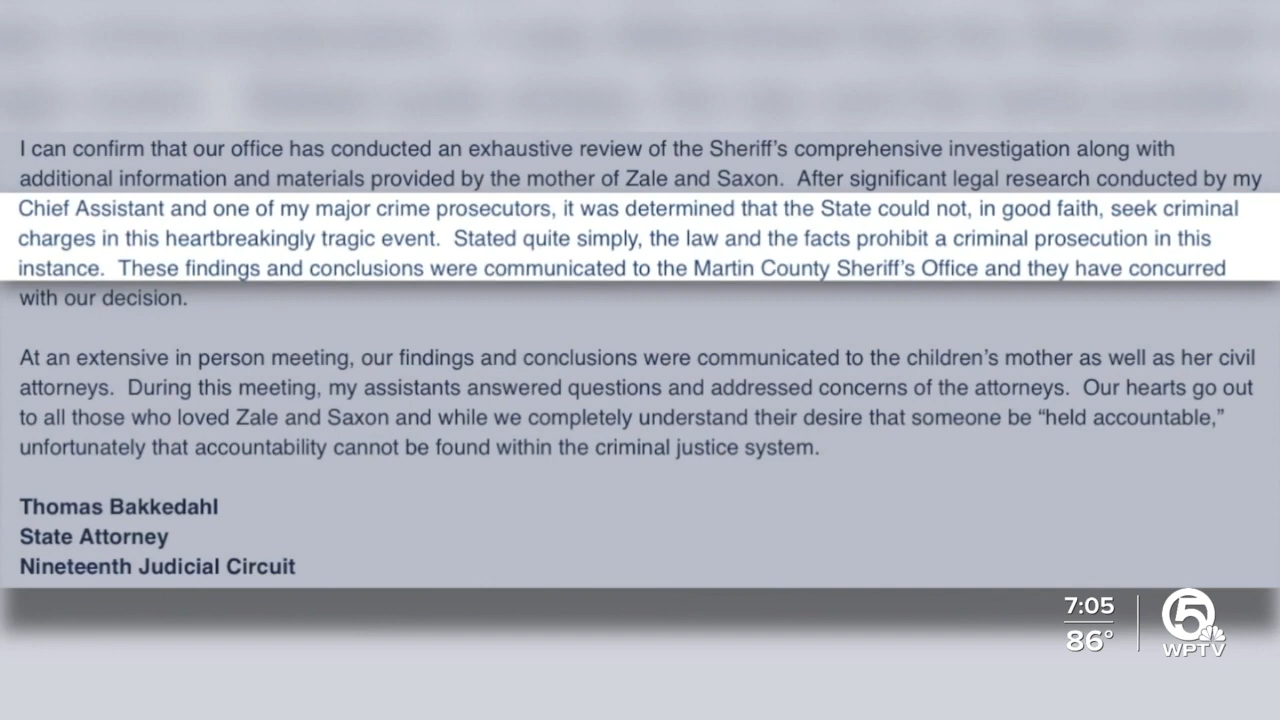 I can confirm that our office has conducted an exhaustive review of the Sheriff's comprehensive investigation along with
additional information and materials provided by the mother of Zale and Saxon.  After significant legal research conducted by my
Chief Assistant and one of my major crime prosecutors, it was determined that the State could not, in good faith, seek criminal
charges in this heartbreakingly tragic event.  Stated quite simply, the law and the facts prohibit a criminal prosecution in this
instance.  These findings and conclusions were communicated to the Martin County Sheriff's Office and they have concurred
with our decision.
At an extensive in person meeting, our findings and conclusions were communicated to the children's mother as well as her civil
attorneys.  During this meeting, my assistants answered questions and addressed concerns of the attorneys.  Our hearts go out
to all those who loved Zale and Saxon and while we completely understand their desire that someone be “held accountable,”
unfortunately that accountability cannot be found within the criminal justice system.
Thomas Bakkedahl
State Attorney
Nineteenth Judicial Circuit
7:05
86°
5
WPTV